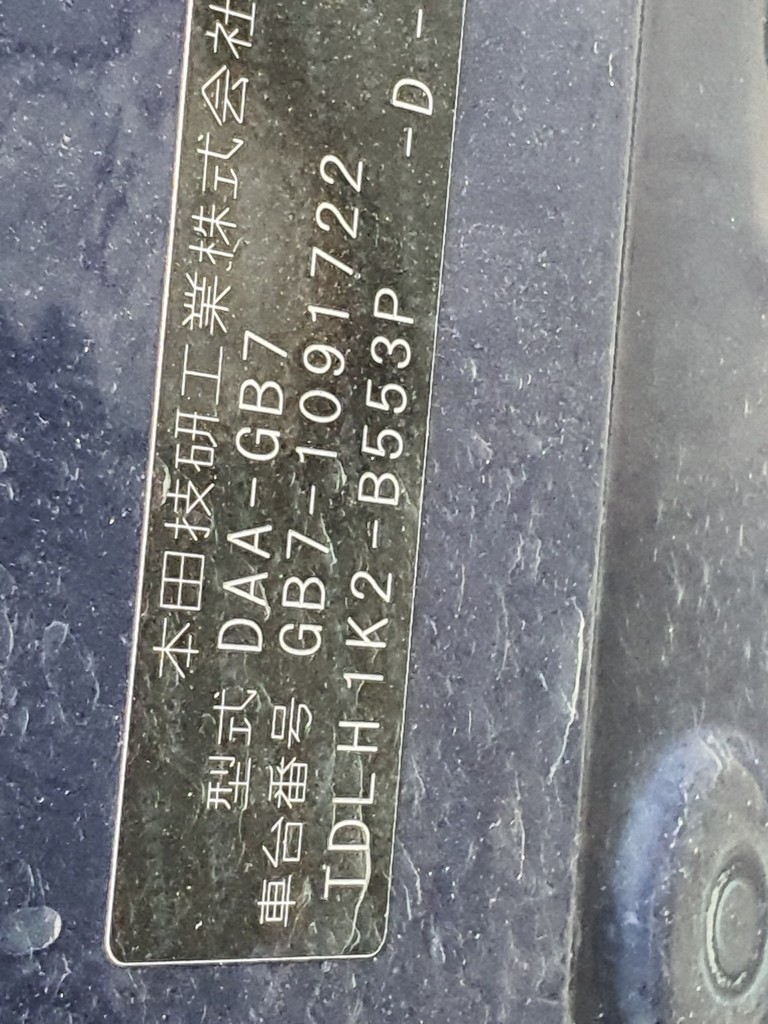 本田技研工業株式会社
型式 DAA-GB7
車台番号 GB7-1091722
TDLH1K2-B553P -D -